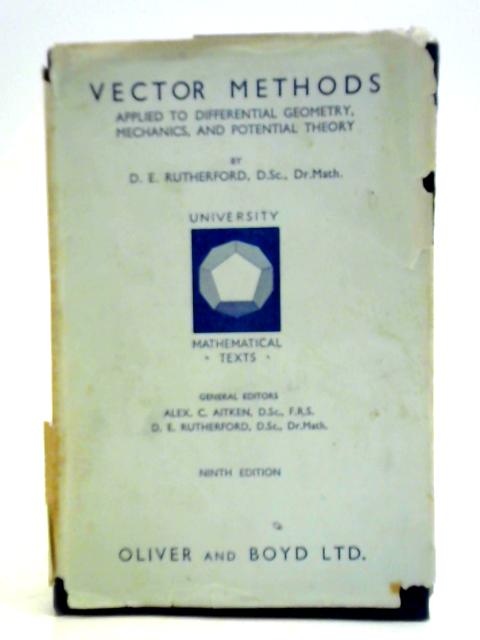 VECTOR METHODS
APPLIED TO DIFFERENTIAL GEOMETRY,
MECHANICS, AND POTENTIAL THEORY
BY
D. E. RUTHERFORD, D.Sc., Dr.Math.
UNIVERSITY
MATHEMATICAL
· TEXTS ·
GENERAL EDITORS
ALEX. C. AITKEN, D.Sc., F.R.S.
D. E. RUTHERFORD, D.Sc., Dr.Math.
NINTH EDITION
OLIVER AND BOYD LTD.